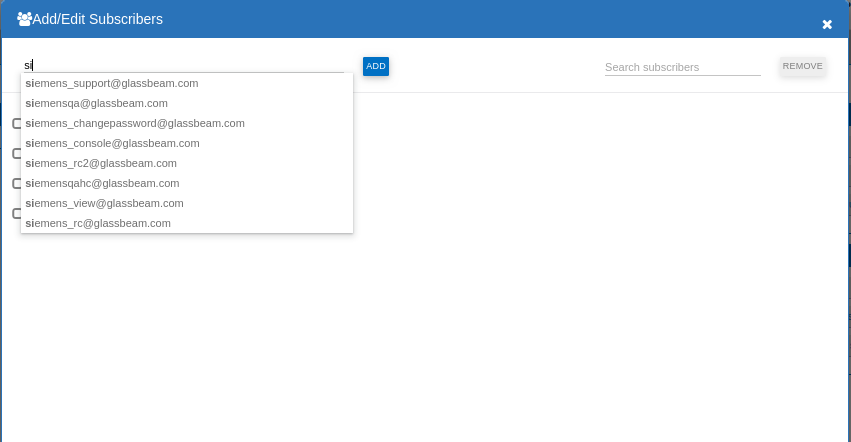 Add/Edit Subscribers
si
ADD
Search subscribers
REMOVE
siemens_support@glassbeam.com
siemensqa@glassbeam.com
siemens_changepassword@glassbeam.com
siemens_console@glassbeam.com
siemens_rc2@glassbeam.com
siemensqahc@glassbeam.com
siemens_view@glassbeam.com
siemens_rc@glassbeam.com